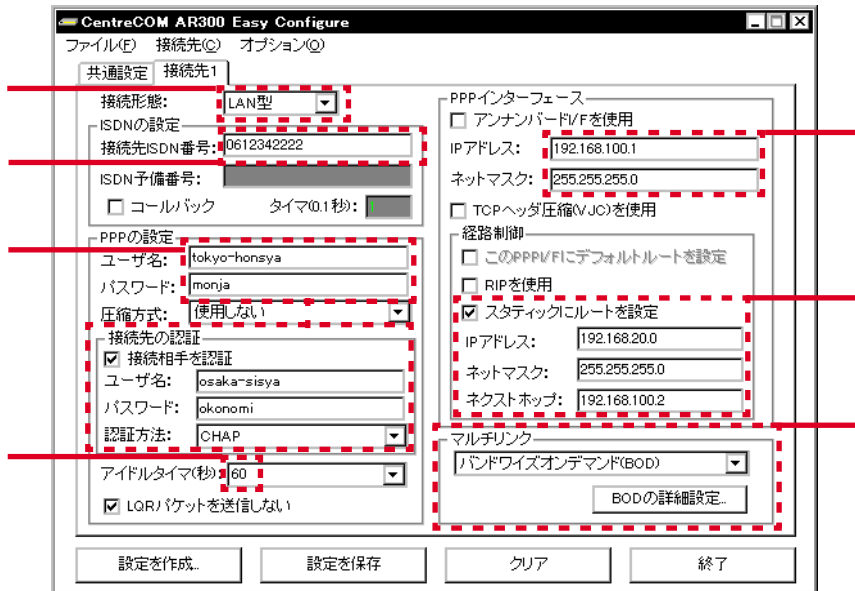 CentreCOM AR300 Easy Configure
ファイル(F) 接続先(C) オプション(O)
共通設定 接続先1
接続形態: LAN型
ISDNの設定
接続先ISDN番号: 0612342222
ISDN予備番号:
コールバック タイマ(0.1秒): 1
PPPの設定
ユーザ名: tokyo-honsya
パスワード: monja
圧縮方式: 使用しない
接続先の認証
接続相手を認証
ユーザ名: osaka-sisya
パスワード: okonomi
認証方法: CHAP
アイドルタイマ(秒): 60
LQRパケットを送信しない
PPPインターフェース
アンナンバードI/Fを使用
IPアドレス: 192.168.100.1
ネットマスク: 255.255.255.0
TCPヘッダ圧縮(VJC)を使用
経路制御
このPPPI/Fにデフォルトルートを設定
RIPを使用
スタティックにルートを設定
IPアドレス: 192.168.20.0
ネットマスク: 255.255.255.0
ネクストホップ: 192.168.100.2
マルチリンク
バンドワイズオンデマンド(BOD)
BODの詳細設定...
設定を作成... 設定を保存 クリア 終了